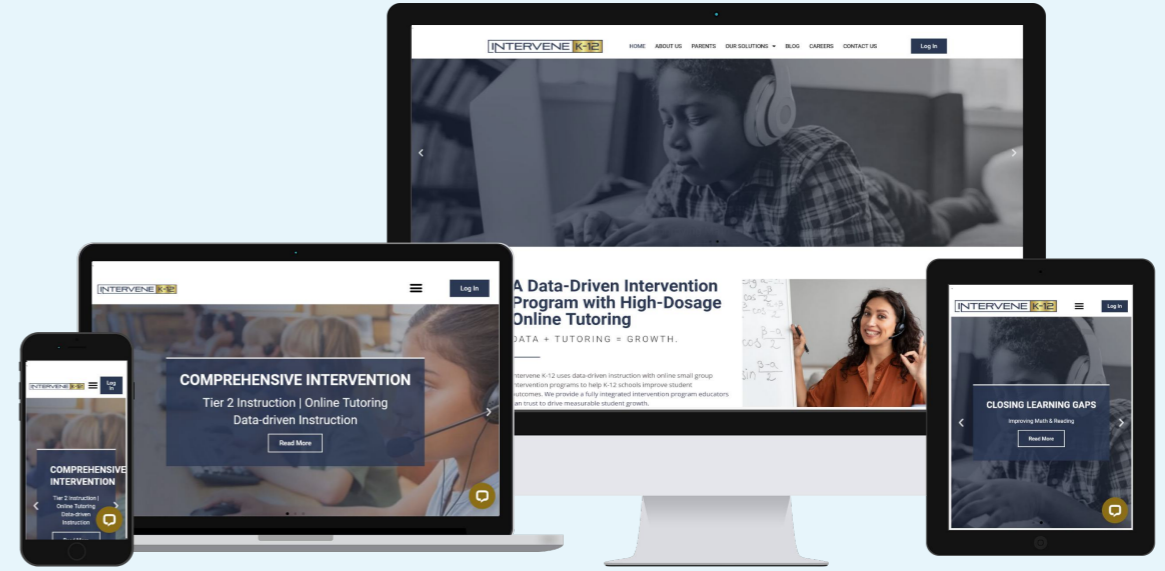 INTERVENE K-12
HOME ABOUT US PARENTS OUR SOLUTIONS BLOG CAREERS CONTACT US
Log In
A Data-Driven Intervention
Program with High-Dosage
Online Tutoring
DATA + TUTORING = GROWTH.
ntervene K-12 uses data-driven instruction with online small group
ntervention programs to help K-12 schools improve student
utcomes. We provide a fully integrated intervention program educators
an trust to drive measurable student growth.
INTERVENE K-12
Log In
COMPREHENSIVE INTERVENTION
Tier 2 Instruction | Online Tutoring
Data-driven Instruction
Read More
INTERVENE K-12
Log
In
COMPREHENSIVE
INTERVENTION
Tier 2 Instruction |
Online Tutoring
Data-driven
Instruction
INTERVENE K-12
Log In
CLOSING LEARNING GAPS
Improving Math & Reading
Read More